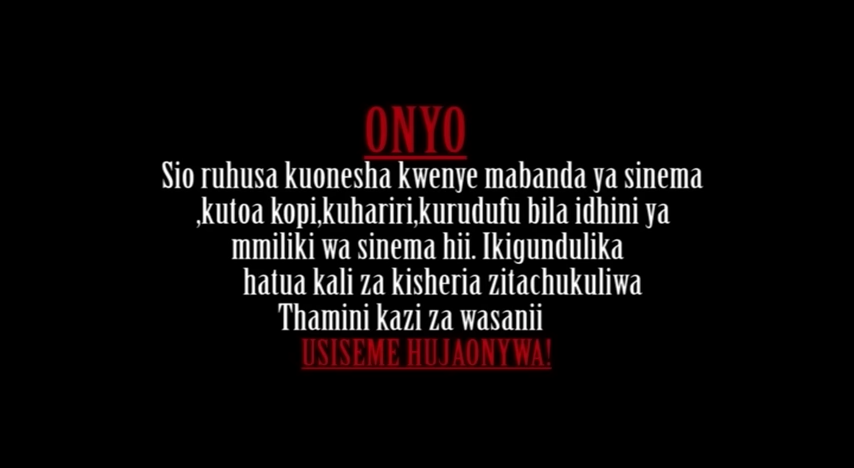 ONYO
Sio ruhusa kuonesha kwenye mabanda ya sinema
,kutoa kopi,kuhariri,kurudufu bila idhini ya
mmiliki wa sinema hii. Ikigundulika
hatua kali za kisheria zitachukuliwa
Thamini kazi za wasanii
USISEME HUJAONYWA!